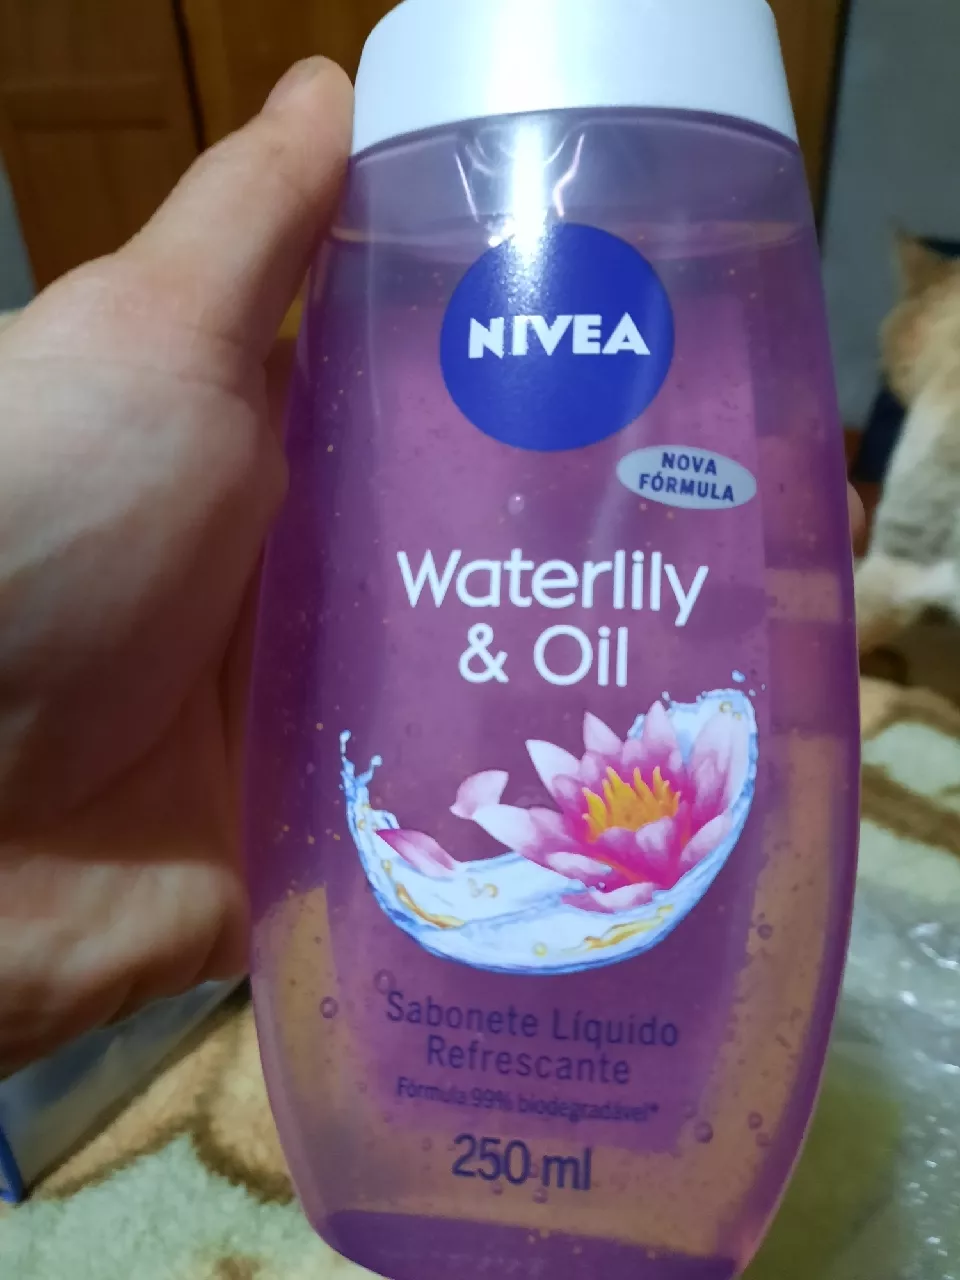 NIVEA
NOVA
FÓRMULA
Waterlily
& Oil
Sabonete Líquido
Refrescante
Fórmula 99% biodegradável*
250 ml